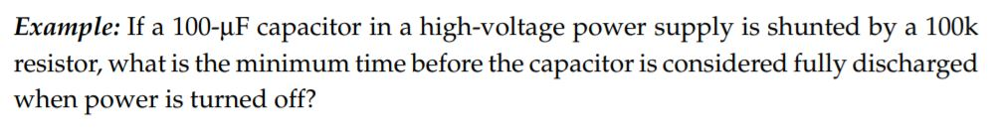 Example: If a 100-μF capacitor in a high-voltage power supply is shunted by a 100k
resistor, what is the minimum time before the capacitor is considered fully discharged
when power is turned off?